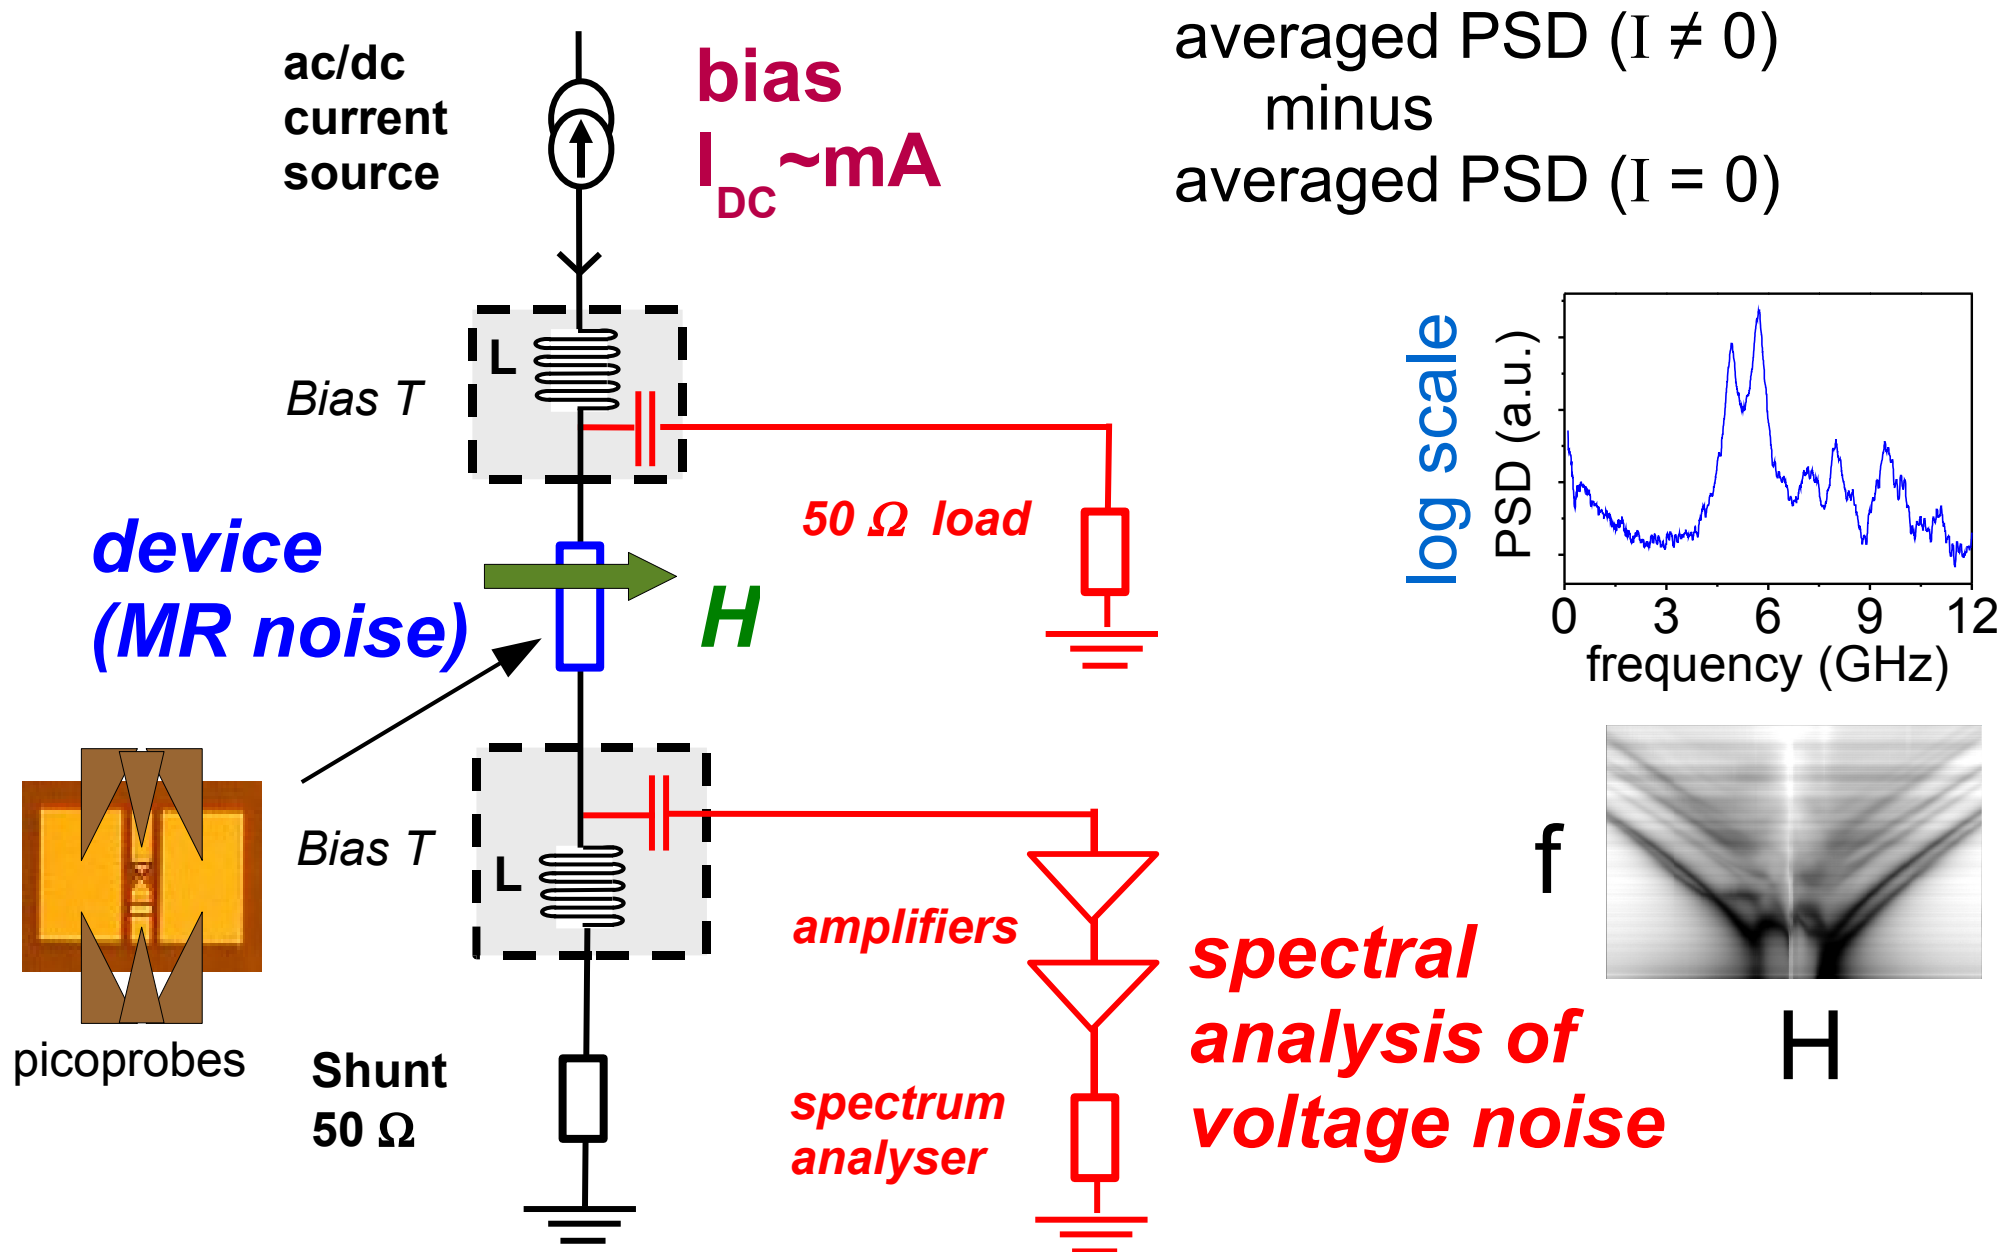 ac/dc
current
source
bias
I_DC ~mA
averaged PSD (I ≠ 0)
minus
averaged PSD (I = 0)
L
Bias T
50 Ω load
device
(MR noise)
H
log scale
PSD (a.u.)
0 3 6 9 12
frequency (GHz)
picoprobes
Bias T
L
amplifiers
spectral
analysis of
voltage noise
f
H
Shunt
50 Ω
spectrum
analyser